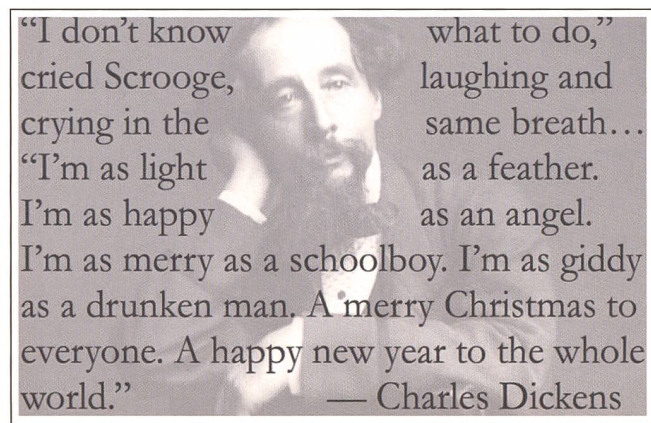 “I don't know what to do,”
cried Scrooge, laughing and
crying in the same breath…
“I'm as light as a feather.
I'm as happy as an angel.
I'm as merry as a schoolboy. I'm as giddy
as a drunken man. A merry Christmas to
everyone. A happy new year to the whole
world.” — Charles Dickens